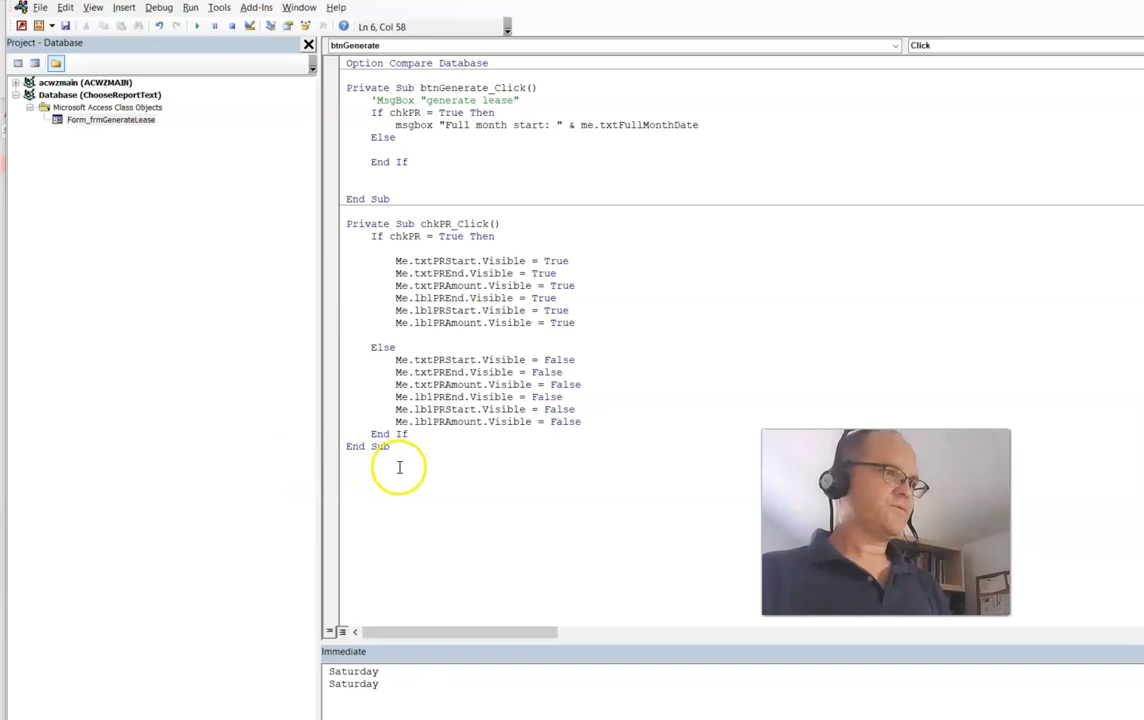 File Edit View Insert Debug Run Tools Add-Ins Window Help
Ln 6, Col 58
Project - Database
btnGenerate
Click
acwzmain (ACWZMAIN)
Database (ChooseReportText)
Microsoft Access Class Objects
Form_frmGenerateLease
Option Compare Database
Private Sub btnGenerate_Click()
'MsgBox "generate lease"
If chkPR = True Then
msgbox "Full month start: " & me.txtFullMonthDate
Else
End If
End Sub
Private Sub chkPR_Click()
If chkPR = True Then
Me.txtPRStart.Visible = True
Me.txtPREnd.Visible = True
Me.txtPRAmount.Visible = True
Me.lblPREnd.Visible = True
Me.lblPRStart.Visible = True
Me.lblPRAmount.Visible = True
Else
Me.txtPRStart.Visible = False
Me.txtPREnd.Visible = False
Me.txtPRAmount.Visible = False
Me.lblPREnd.Visible = False
Me.lblPRStart.Visible = False
Me.lblPRAmount.Visible = False
End If
End Sub
Immediate
Saturday
Saturday